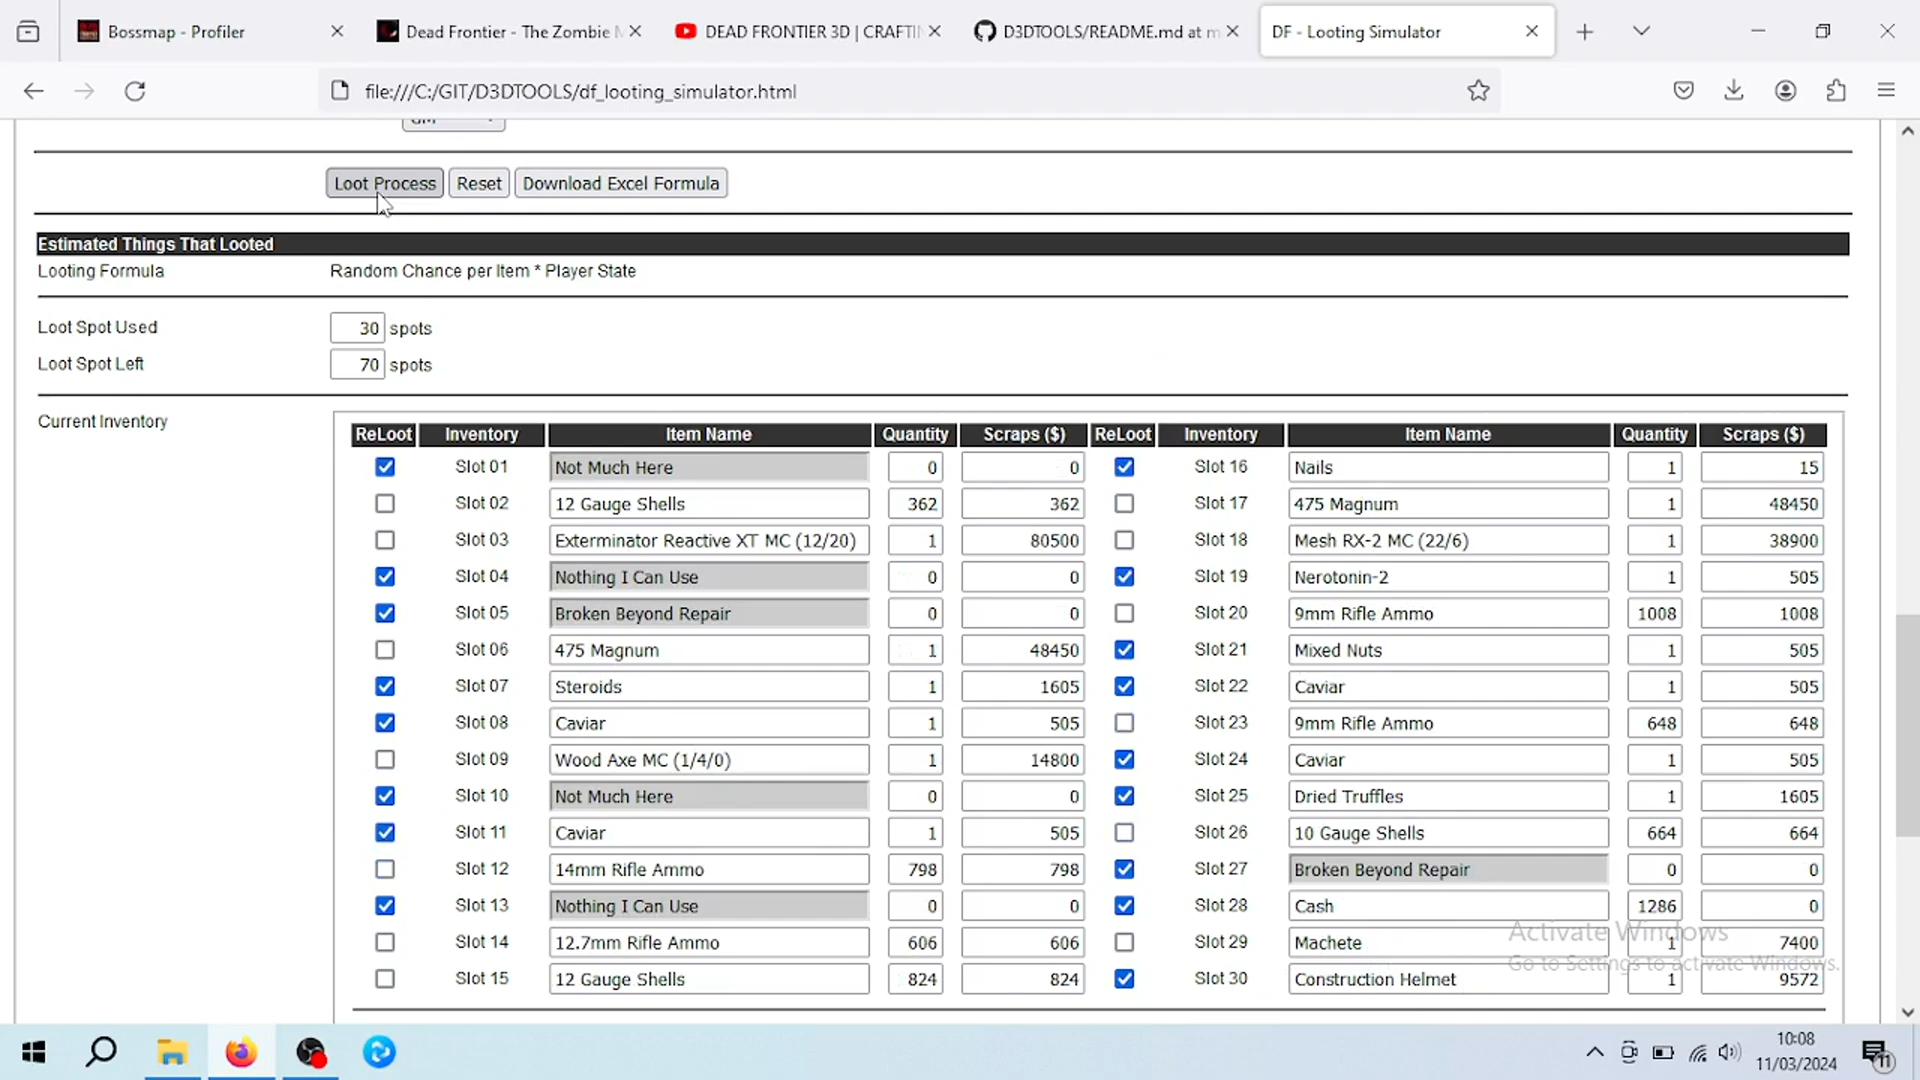 Bossmap - Profiler
Dead Frontier - The Zombie M
DEAD FRONTIER 3D | CRAFTIN
D3DTOOLS/README.md at m
DF - Looting Simulator
file:///C:/GIT/D3DTOOLS/df_looting_simulator.html
Loot Process Reset Download Excel Formula
Estimated Things That Looted
Looting Formula Random Chance per Item * Player State
Loot Spot Used 30 spots
Loot Spot Left 70 spots
Current Inventory
ReLoot Inventory Item Name Quantity Scraps ($) ReLoot Inventory Item Name Quantity Scraps ($)
Slot 01 Not Much Here 0 0 Slot 16 Nails 1 15
Slot 02 12 Gauge Shells 362 362 Slot 17 475 Magnum 1 48450
Slot 03 Exterminator Reactive XT MC (12/20) 1 80500 Slot 18 Mesh RX-2 MC (22/6) 1 38900
Slot 04 Nothing I Can Use 0 0 Slot 19 Nerotonin-2 1 505
Slot 05 Broken Beyond Repair 0 0 Slot 20 9mm Rifle Ammo 1008 1008
Slot 06 475 Magnum 1 48450 Slot 21 Mixed Nuts 1 505
Slot 07 Steroids 1 1605 Slot 22 Caviar 1 505
Slot 08 Caviar 1 505 Slot 23 9mm Rifle Ammo 648 648
Slot 09 Wood Axe MC (1/4/0) 1 14800 Slot 24 Caviar 1 505
Slot 10 Not Much Here 0 0 Slot 25 Dried Truffles 1 1605
Slot 11 Caviar 1 505 Slot 26 10 Gauge Shells 664 664
Slot 12 14mm Rifle Ammo 798 798 Slot 27 Broken Beyond Repair 0 0
Slot 13 Nothing I Can Use 0 0 Slot 28 Cash 1286 0
Slot 14 12.7mm Rifle Ammo 606 606 Slot 29 Machete 1 7400
Slot 15 12 Gauge Shells 824 824 Slot 30 Construction Helmet 1 9572
Activate Windows
Go to Settings to activate Windows.
10:08
11/03/2024
11